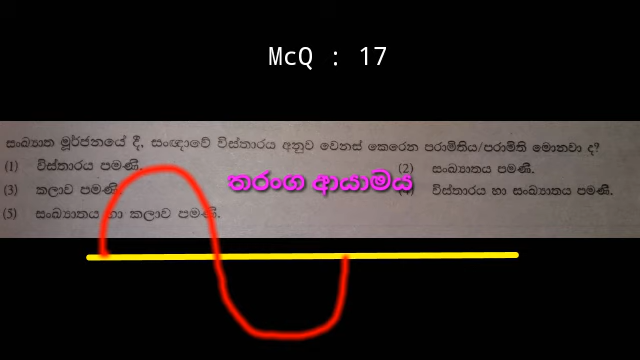 McQ : 17
සංඛ්‍යාත මූර්ජනයේ දී, සංඥාවේ විස්තාරය අනුව වෙනස් කෙරෙන පරාමිතිය/පරාමිති මොනවා ද?
(1) විස්තාරය පමණි. (2) සංඛ්‍යාතය පමණි.
(3) කලාව පමණි. (4) විස්තාරය හා සංඛ්‍යාතය පමණි.
තරංග ආයාමය
(5) සංඛ්‍යාතය හා කලාව පමණි.